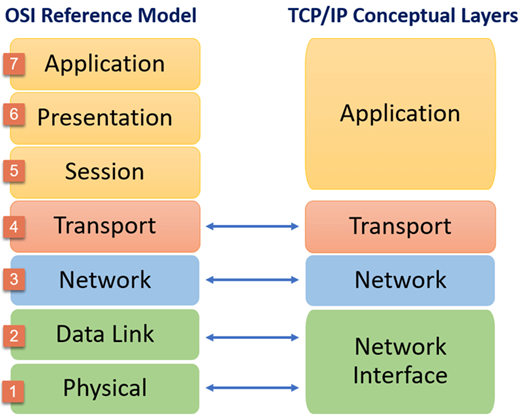 OSI Reference Model
TCP/IP Conceptual Layers
7 Application
6 Presentation
5 Session
Application
4 Transport
Transport
3 Network
Network
2 Data Link
1 Physical
Network
Interface